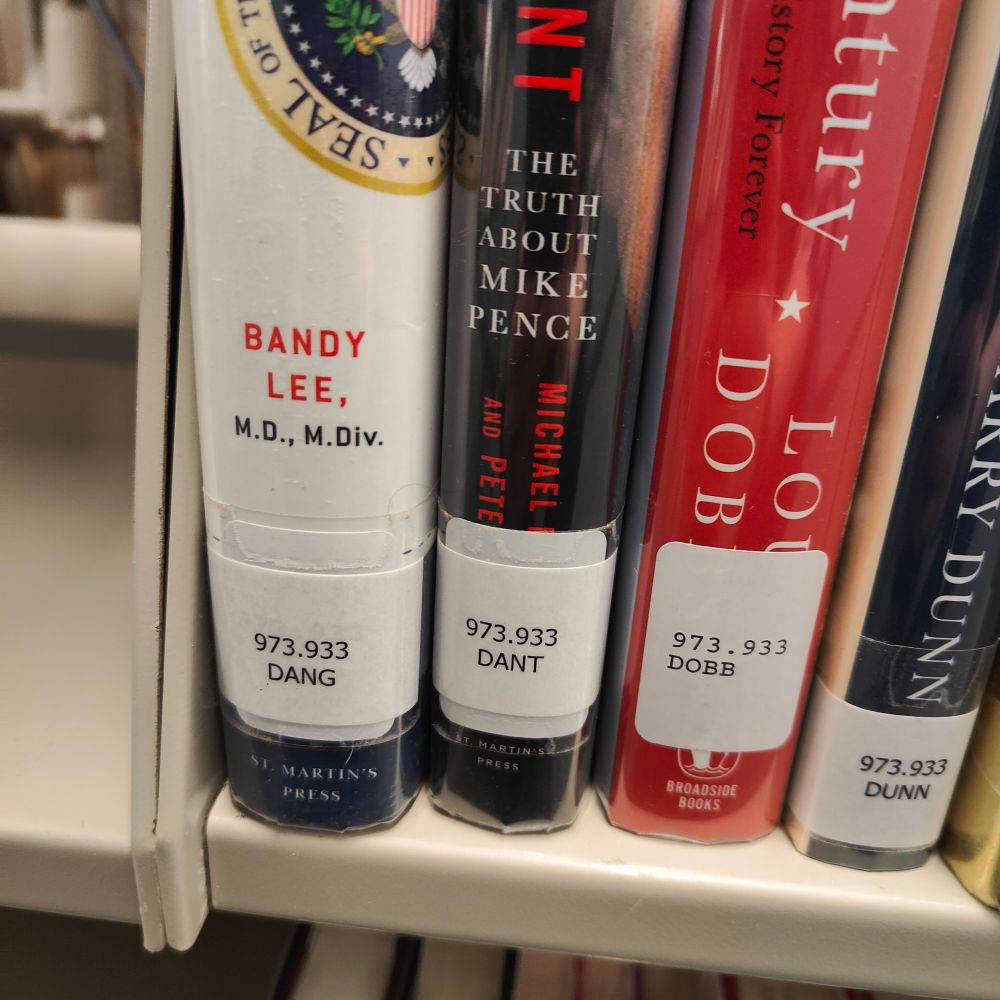 SEAL OF
BANDY
LEE,
M.D., M.Div.
973.933
DANG
ST. MARTIN'S
PRESS
NT
THE
TRUTH
ABOUT
MIKE
PENCE
MICHAEL
AND PETE
973.933
DANT
ST. MARTIN'S
PRESS
ntury ★ LOU
story Forever
DOB
973.933
DOBB
BROADSIDE
BOOKS
DUNN
973.933
DUNN